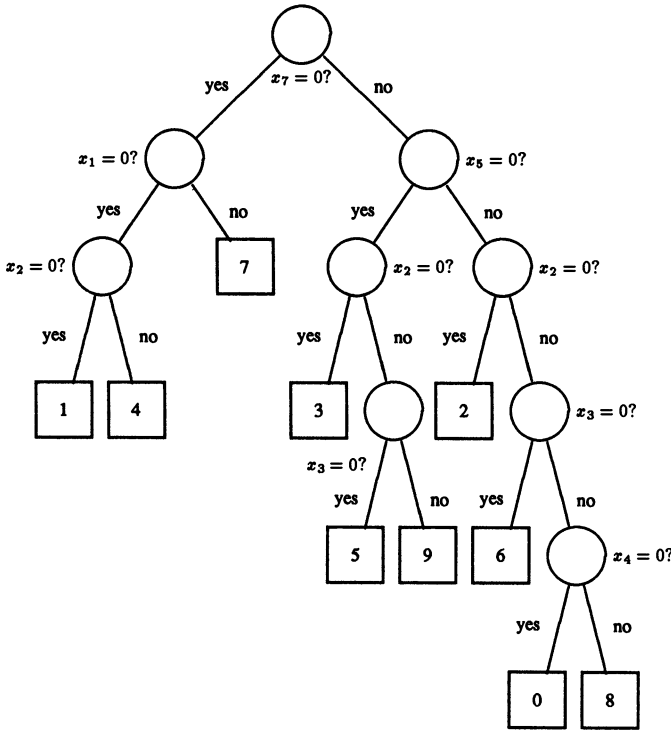 x₇ = 0?
yes
no
x₁ = 0?
x₅ = 0?
yes
no
yes
no
x₂ = 0?
7
x₂ = 0?
x₂ = 0?
yes
no
yes
no
yes
no
1
4
3
2
x₃ = 0?
x₃ = 0?
yes
no
yes
no
5
9
6
x₄ = 0?
yes
no
0
8